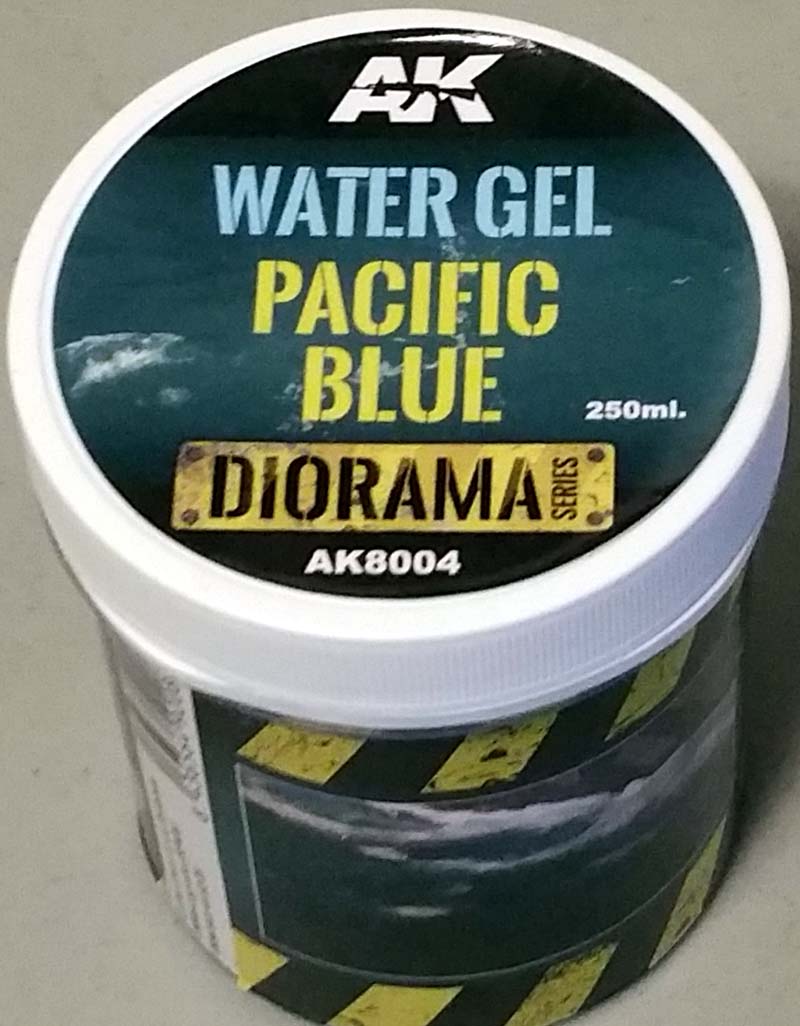 AK
WATER GEL
PACIFIC
BLUE
250ml.
DIORAMA
SERIES
AK8004